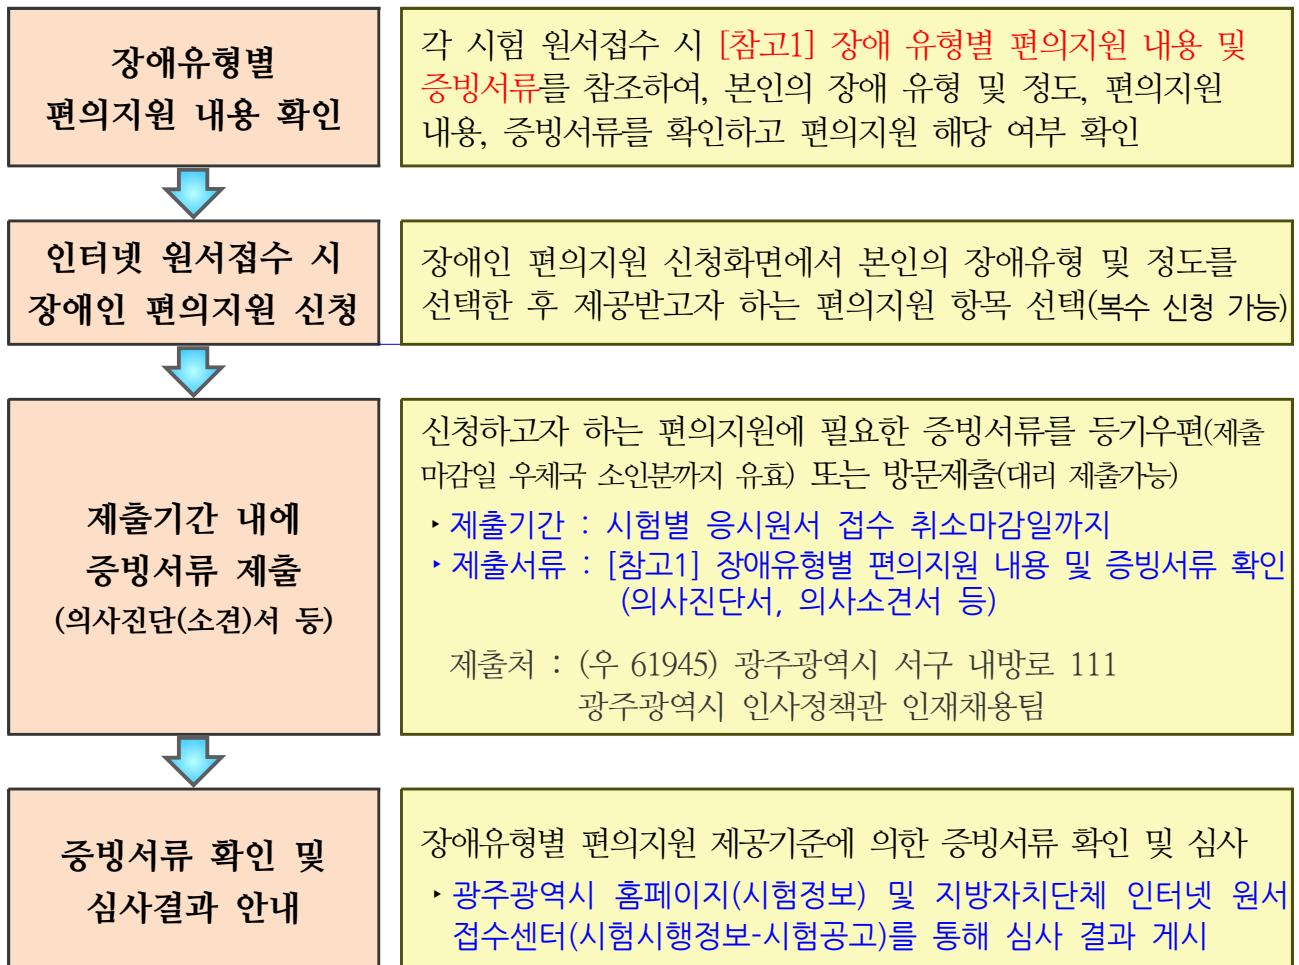 장애유형별
편의지원 내용 확인
각 시험 원서접수 시 [참고1] 장애 유형별 편의지원 내용 및
증빙서류를 참조하여, 본인의 장애 유형 및 정도, 편의지원
내용, 증빙서류를 확인하고 편의지원 해당 여부 확인
인터넷 원서접수 시
장애인 편의지원 신청
장애인 편의지원 신청화면에서 본인의 장애유형 및 정도를
선택한 후 제공받고자 하는 편의지원 항목 선택(복수 신청 가능)
제출기간 내에
증빙서류 제출
(의사진단(소견)서 등)
신청하고자 하는 편의지원에 필요한 증빙서류를 등기우편(제출
마감일 우체국 소인분까지 유효) 또는 방문제출(대리 제출가능)
‣제출기간 : 시험별 응시원서 접수 취소마감일까지
‣제출서류 : [참고1] 장애유형별 편의지원 내용 및 증빙서류 확인
(의사진단서, 의사소견서 등)
제출처 : (우 61945) 광주광역시 서구 내방로 111
광주광역시 인사정책관 인재채용팀
증빙서류 확인 및
심사결과 안내
장애유형별 편의지원 제공기준에 의한 증빙서류 확인 및 심사
‣광주광역시 홈페이지(시험정보) 및 지방자치단체 인터넷 원서
접수센터(시험시행정보-시험공고)를 통해 심사 결과 게시